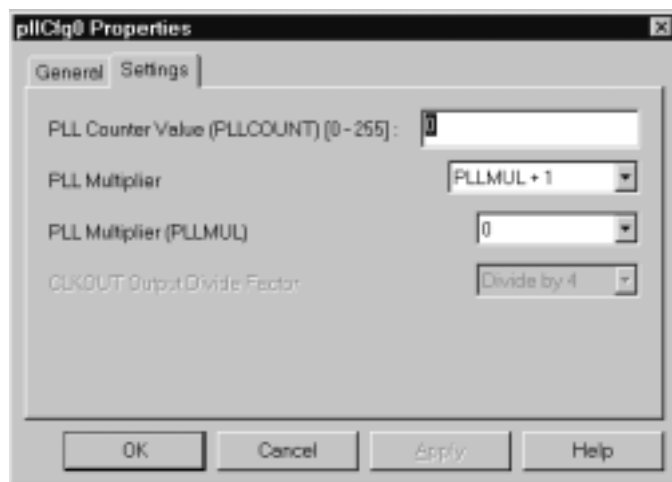 pllCfg0 Properties
General Settings
PLL Counter Value (PLLCOUNT) [0 - 255] : 0
PLL Multiplier PLLMUL + 1
PLL Multiplier (PLLMUL) 0
CLKOUT Output Divide Factor Divide by 4
OK Cancel Apply Help